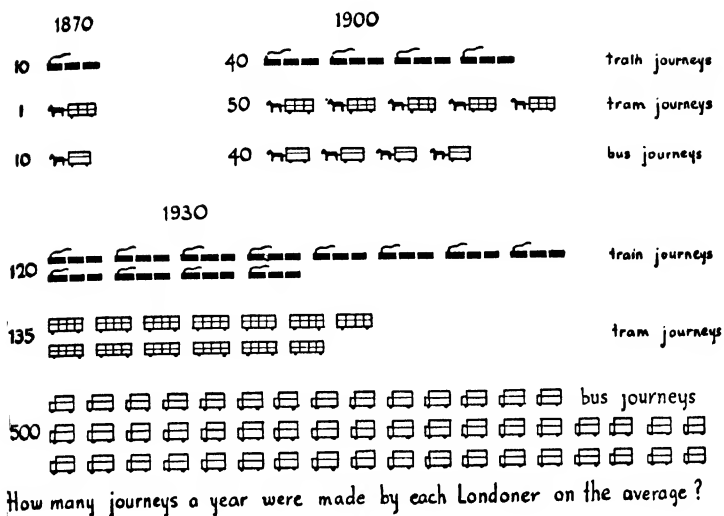 1870 1900
10 40 train journeys
1 50 tram journeys
10 40 bus journeys
1930
120 train journeys
135 tram journeys
bus journeys
500
How many journeys a year were made by each Londoner on the average?